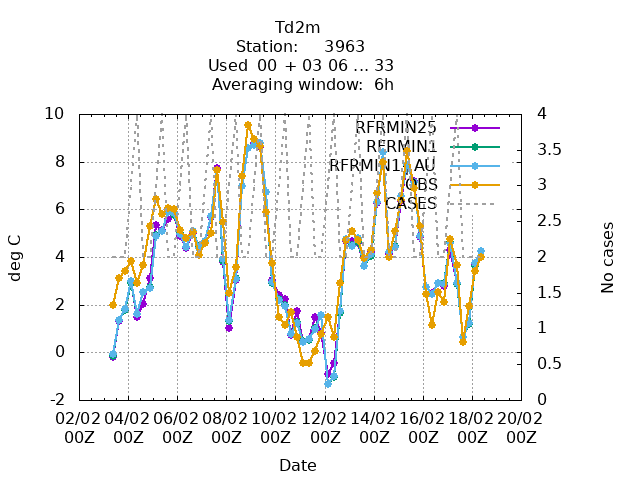 Td2m
Station: 3963
Used 00 + 03 06 ... 33
Averaging window: 6h
10
8
6
4
2
0
-2
4
3.5
3
2.5
2
1.5
1
0.5
0
deg C
No cases
RFRMIN25
RFRMIN1
RFRMIN1_AU
OBS
CASES
02/02 04/02 06/02 08/02 10/02 12/02 14/02 16/02 18/02 20/02
00Z 00Z 00Z 00Z 00Z 00Z 00Z 00Z 00Z 00Z
Date